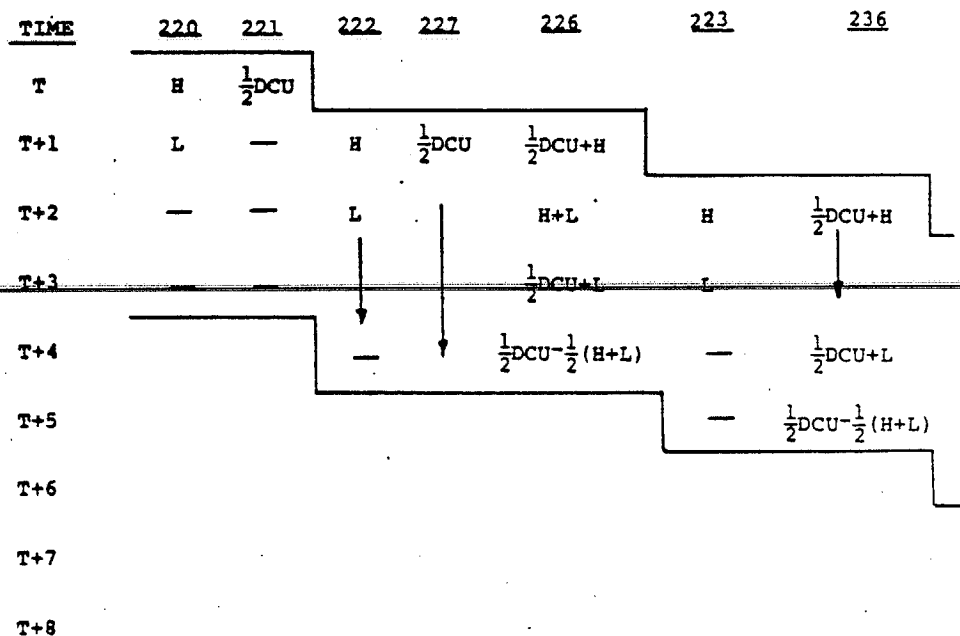 TIME 220 221 222 227 226 223 236
T H ½DCU
T+1 L — H ½DCU ½DCU+H
T+2 — — L H+L H ½DCU+H
T+3 — — ½DCU+L L
T+4 — ½DCU-½(H+L) — ½DCU+L
T+5 — ½DCU-½(H+L)
T+6
T+7
T+8